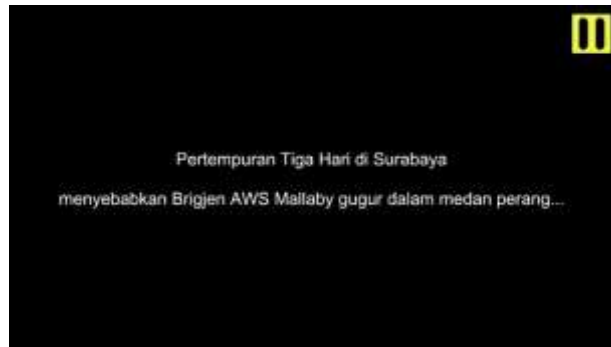 Pertempuran Tiga Hari di Surabaya
menyebabkan Brigjen AWS Mallaby gugur dalam medan perang...